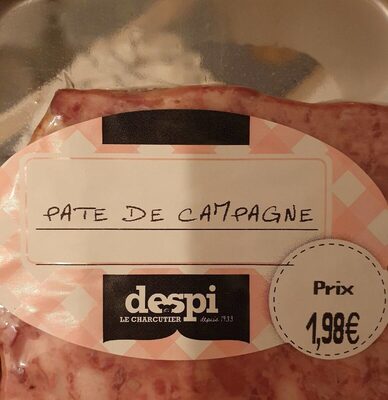 PATE DE CAMPAGNE
despi
LE CHARCUTIER depuis 1933
Prix
1,98€